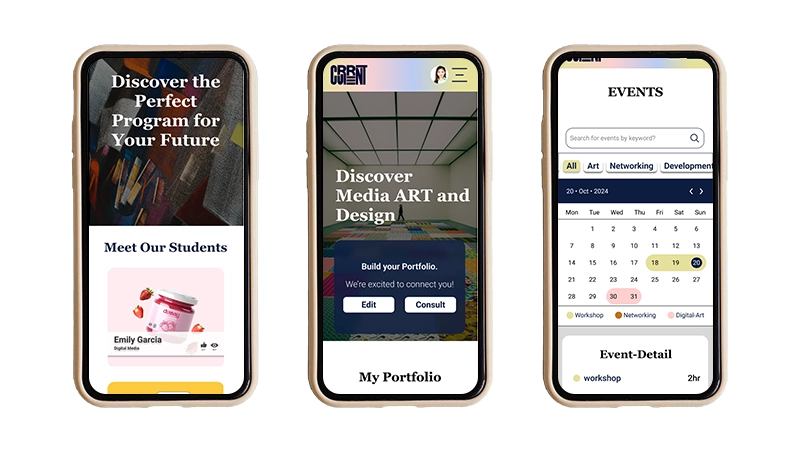 Discover the
Perfect
Program for
Your Future
Meet Our Students
Emily Garcia
Digital Media
Discover
Media ART and
Design
Build your Portfolio.
We're excited to connect you!
Edit Consult
My Portfolio
EVENTS
Search for events by keyword?
All Art Networking Development
20 • Oct • 2024
Mon Tue Wed Thu Fri Sat Sun
1 2 3 4 5 6
7 8 9 10 11 12 13
14 15 16 17 18 19 20
21 22 23 24 25 26 27
28 29 30 31
Workshop Networking Digital-Art
Event-Detail
workshop 2hr